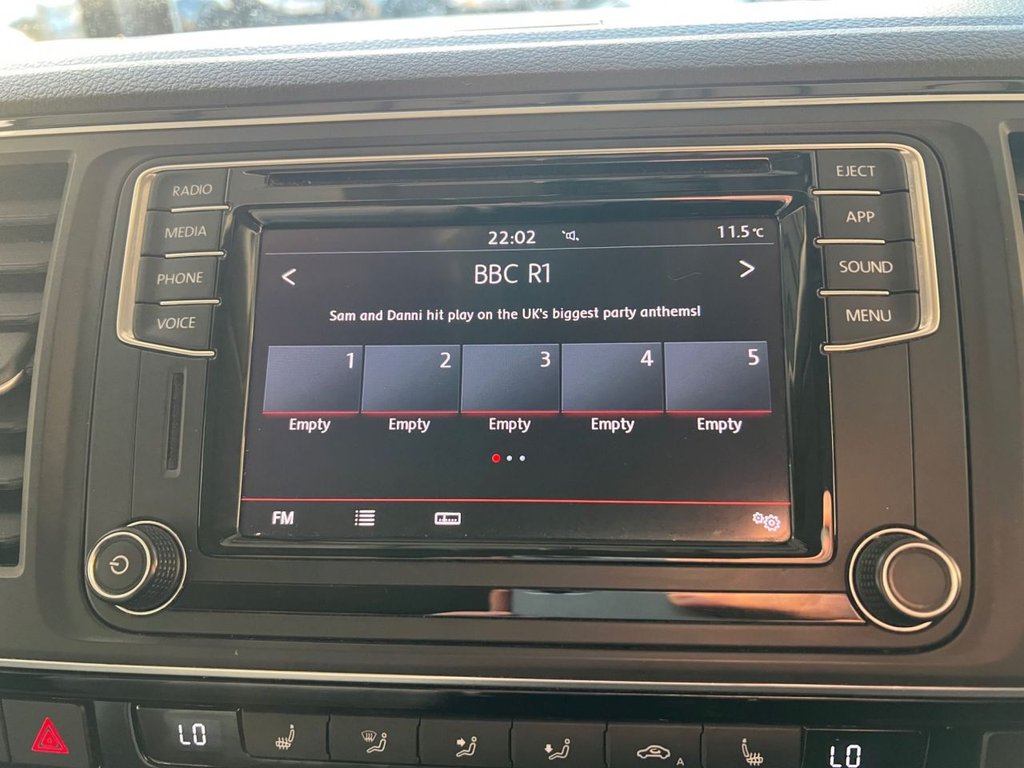 RADIO
MEDIA
PHONE
VOICE
EJECT
APP
SOUND
MENU
22:02 11.5 °C
< BBC R1 >
Sam and Danni hit play on the UK's biggest party anthems!
1 2 3 4 5
Empty Empty Empty Empty Empty
FM
LO A LO